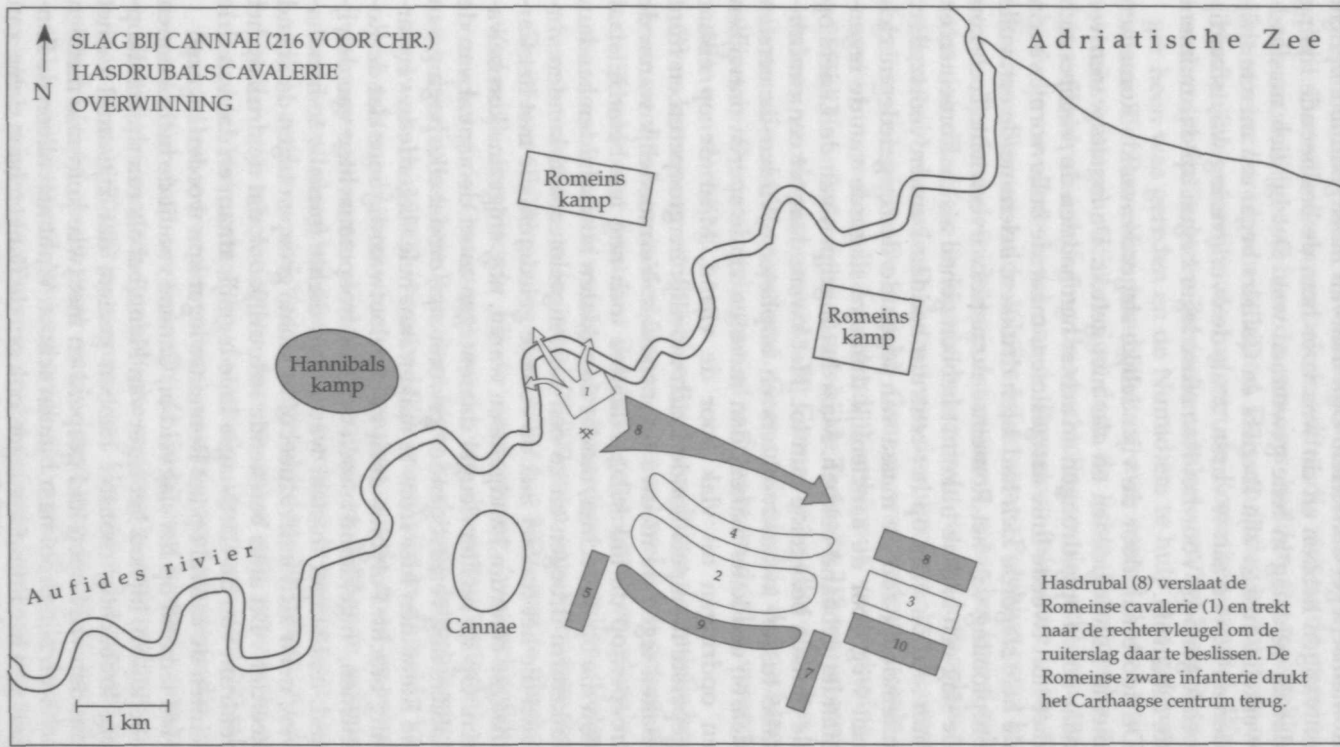 SLAG BIJ CANNAE (216 VOOR CHR.)
HASDRUBALS CAVALERIE
OVERWINNING
N
Adriatische Zee
Romeins
kamp
Romeins
kamp
Hannibals
kamp
1
8
4
2
9
5
7
8
3
10
Cannae
Aufides rivier
1 km
Hasdrubal (8) verslaat de
Romeinse cavalerie (1) en trekt
naar de rechtervleugel om de
ruiterslag daar te beslissen. De
Romeinse zware infanterie drukt
het Carthaagse centrum terug.